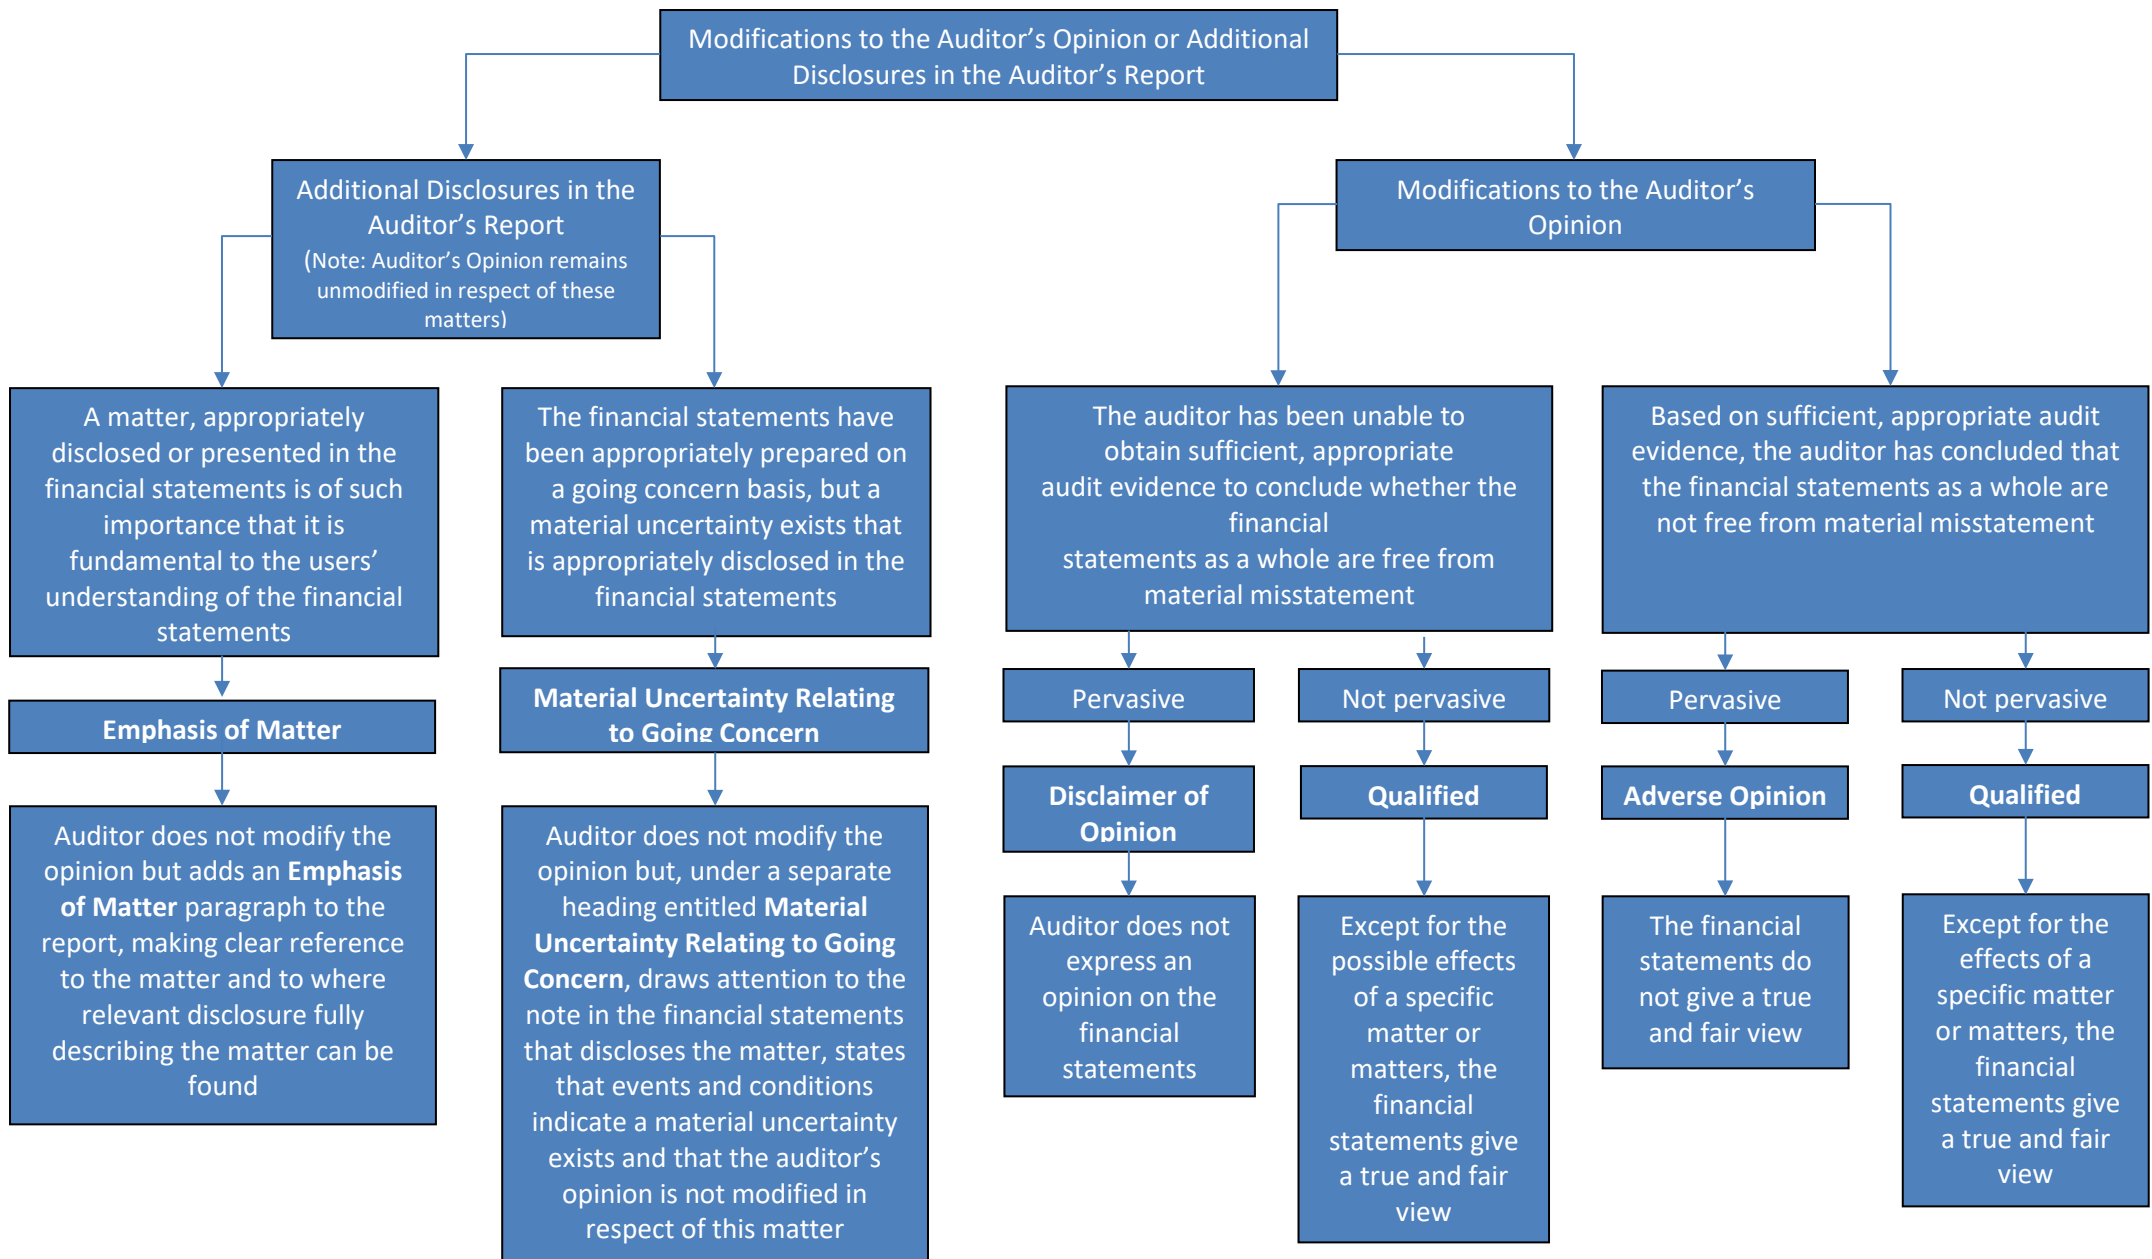 Modifications to the Auditor’s Opinion or Additional
Disclosures in the Auditor’s Report
Additional Disclosures in the
Auditor’s Report
(Note: Auditor’s Opinion remains
unmodified in respect of these
matters)
Modifications to the Auditor’s
Opinion
A matter, appropriately
disclosed or presented in the
financial statements is of such
importance that it is
fundamental to the users’
understanding of the financial
statements
The financial statements have
been appropriately prepared on
a going concern basis, but a
material uncertainty exists that
is appropriately disclosed in the
financial statements
The auditor has been unable to
obtain sufficient, appropriate
audit evidence to conclude whether the
financial
statements as a whole are free from
material misstatement
Based on sufficient, appropriate audit
evidence, the auditor has concluded that
the financial statements as a whole are
not free from material misstatement
Emphasis of Matter
Material Uncertainty Relating
to Going Concern
Pervasive
Not pervasive
Pervasive
Not pervasive
Disclaimer of
Opinion
Qualified
Adverse Opinion
Qualified
Auditor does not modify the
opinion but adds an Emphasis
of Matter paragraph to the
report, making clear reference
to the matter and to where
relevant disclosure fully
describing the matter can be
found
Auditor does not modify the
opinion but, under a separate
heading entitled Material
Uncertainty Relating to Going
Concern, draws attention to the
note in the financial statements
that discloses the matter, states
that events and conditions
indicate a material uncertainty
exists and that the auditor’s
opinion is not modified in
respect of this matter
Auditor does not
express an
opinion on the
financial
statements
Except for the
possible effects
of a specific
matter or
matters, the
financial
statements give
a true and fair
view
The financial
statements do
not give a true
and fair view
Except for the
effects of a
specific matter
or matters, the
financial
statements give
a true and fair
view